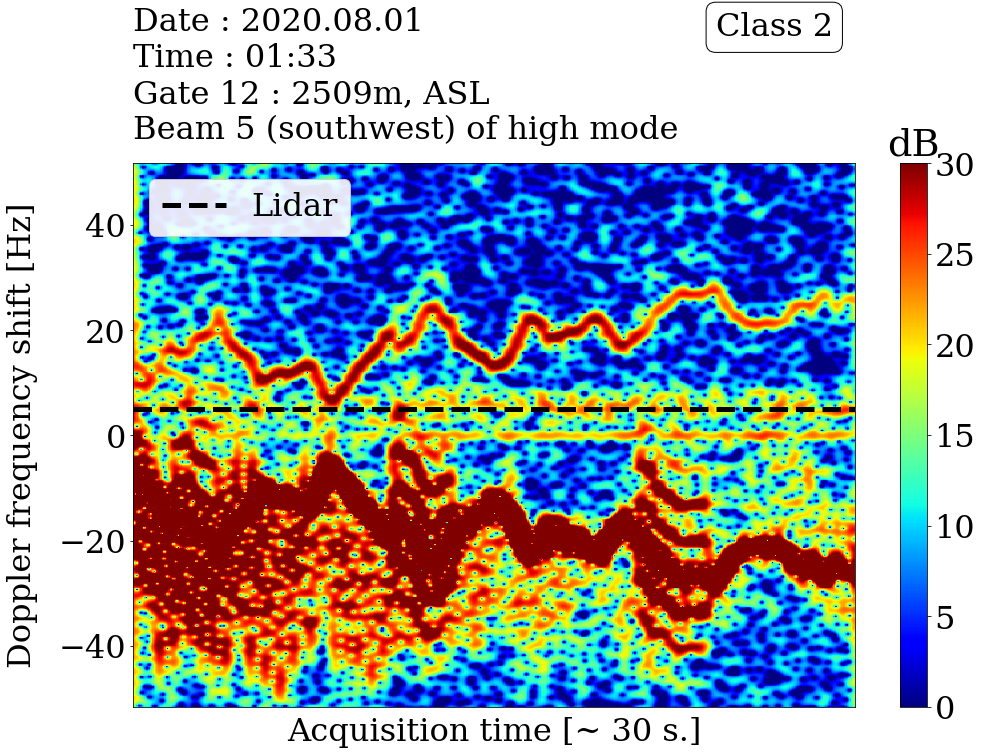 Date : 2020.08.01
Time : 01:33
Gate 12 : 2509m, ASL
Beam 5 (southwest) of high mode
Class 2
dB
Lidar
Doppler frequency shift [Hz]
40
20
0
−20
−40
Acquisition time [~ 30 s.]
30
25
20
15
10
5
0